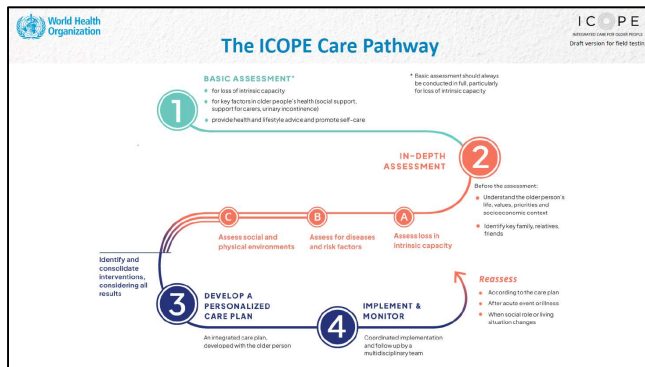 World Health
Organization
The ICOPE Care Pathway
ICOPE
INTEGRATED CARE FOR OLDER PEOPLE
Draft version for field testin
BASIC ASSESSMENT*
for loss of intrinsic capacity
for key factors in older people's health (social support,
support for carers, urinary incontinence)
provide health and lifestyle advice and promote self-care
* Basic assessment should always
be conducted in full, particularly
for loss of intrinsic capacity
1
IN-DEPTH
ASSESSMENT
2
Before the assessment:
Understand the older person's
life, values, priorities and
socioeconomic context
Identify key family, relatives,
friends
C
B
A
Assess social and
physical environments
Assess for diseases
and risk factors
Assess loss in
intrinsic capacity
Identify and
consolidate
interventions,
considering all
results
3
DEVELOP A
PERSONALIZED
CARE PLAN
An integrated care plan,
developed with the older person
4
IMPLEMENT &
MONITOR
Coordinated implementation
and follow up by a
multidisciplinary team
Reassess
According to the care plan
After acute event or illness
When social role or living
situation changes